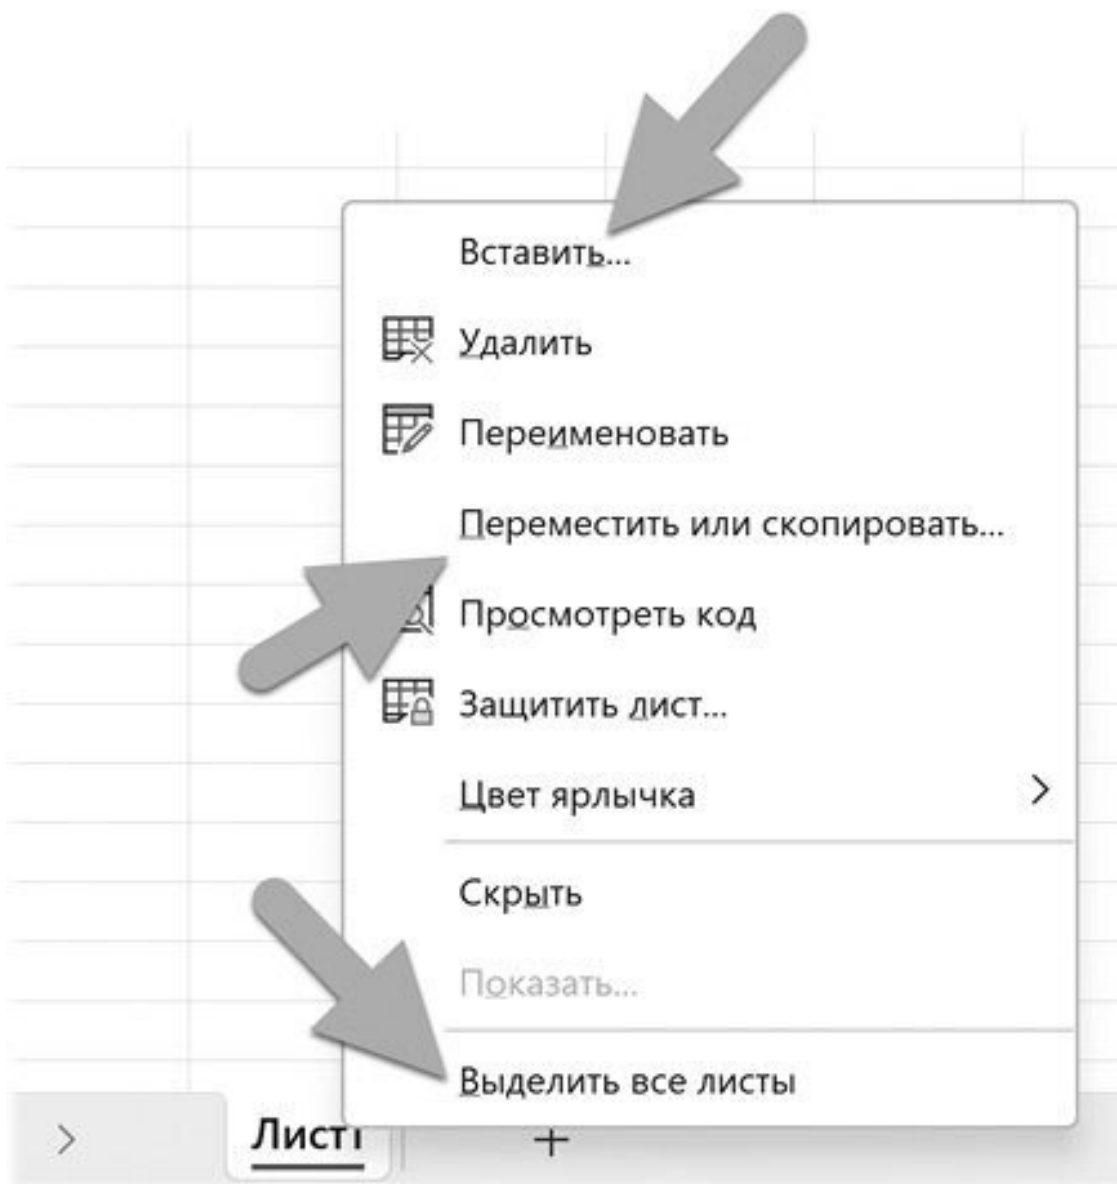 Вставить...
Удалить
Переименовать
Переместить или скопировать...
Просмотреть код
Защитить лист...
Цвет ярлычка
Скрыть
Показать...
Выделить все листы
Лист1